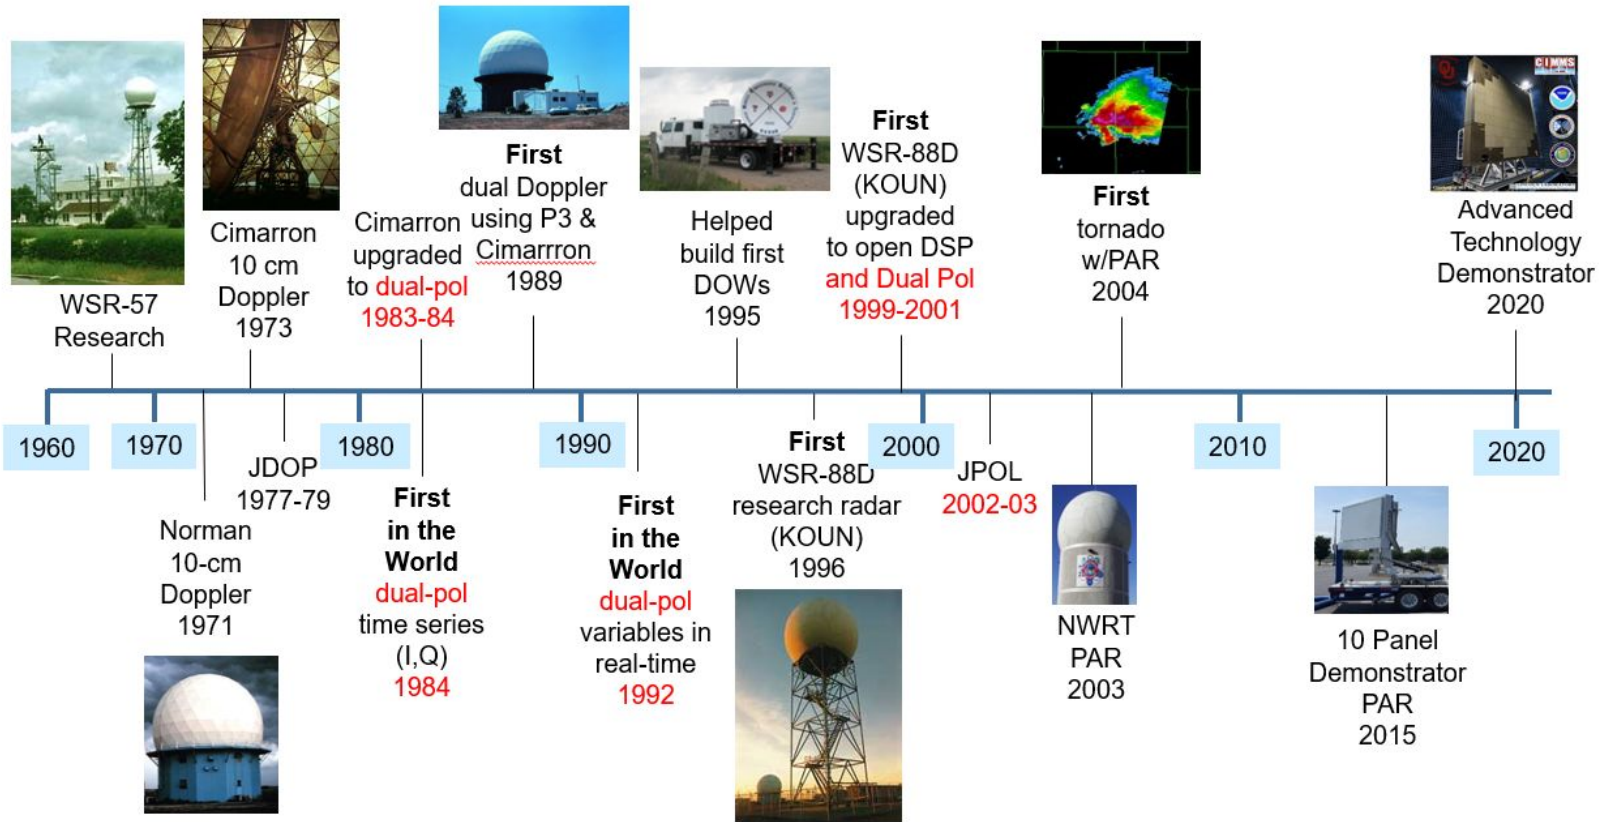 WSR-57
Research
Cimarron
10 cm
Doppler
1973
Cimarron
upgraded
to dual-pol
1983-84
First
dual Doppler
using P3 &
Cimarrron
1989
Helped
build first
DOWs
1995
First
WSR-88D
(KOUN)
upgraded
to open DSP
and Dual Pol
1999-2001
First
tornado
w/PAR
2004
CIMMS
Advanced
Technology
Demonstrator
2020
1960
1970
1980
1990
2000
2010
2020
Norman
10-cm
Doppler
1971
JDOP
1977-79
First
in the
World
dual-pol
time series
(I,Q)
1984
First
in the
World
dual-pol
variables in
real-time
1992
First
WSR-88D
research radar
(KOUN)
1996
JPOL
2002-03
NWRT
PAR
2003
10 Panel
Demonstrator
PAR
2015